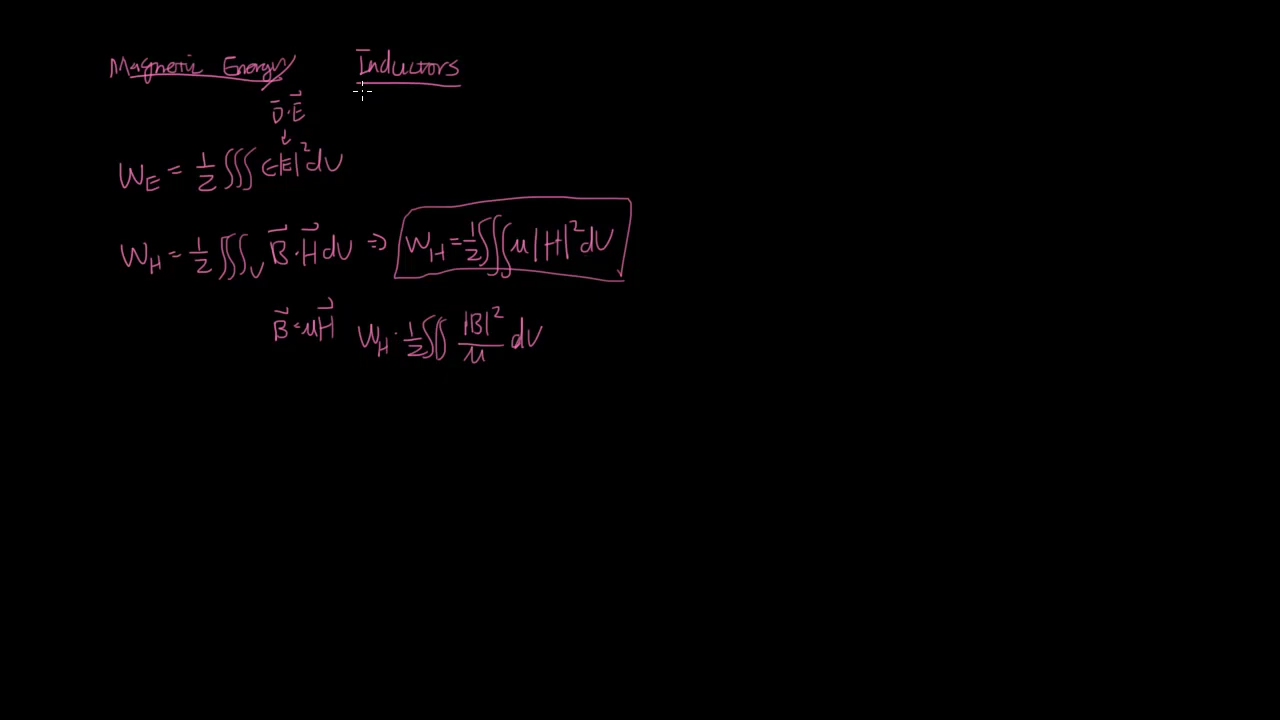 Magnetic Energy Inductors
D̅·E⃗
↓
W_E = 1/2 ∭ ε|E|² dV
W_H = 1/2 ∭_V B⃗·H⃗ dV ⇒ W_H = 1/2 ∭ μ|H|² dV
B⃗ = μH⃗ W_H = 1/2 ∭ |B|²/μ dV